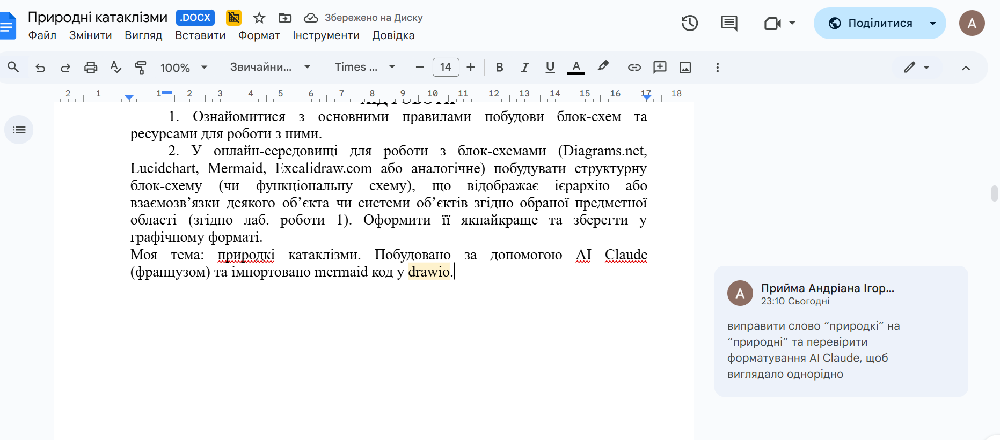 Природні катаклізми .DOCX Збережено на Диску
Файл Змінити Вигляд Вставити Формат Інструменти Довідка
Поділитися
A
100% Звичайни... Times ... 14 B I U A
2 1 1 2 3 4 5 6 7 8 9 10 11 12 13 14 15 16 17 18
1. Ознайомитися з основними правилами побудови блок-схем та
ресурсами для роботи з ними.
2. У онлайн-середовищі для роботи з блок-схемами (Diagrams.net,
Lucidchart, Mermaid, Excalidraw.com або аналогічне) побудувати структурну
блок-схему (чи функціональну схему), що відображає ієрархію або
взаємозв’язки деякого об’єкта чи системи об’єктів згідно обраної предметної
області (згідно лаб. роботи 1). Оформити її якнайкраще та зберегти у
графічному форматі.
Моя тема: природкі катаклізми. Побудовано за допомогою AI Claude
(французом) та імпортовано mermaid код у drawio.
A
Прийма Андріана Ігор...
23:10 Сьогодні
виправити слово “природкі” на
“природні” та перевірити
форматування AI Claude, щоб
виглядало однорідно